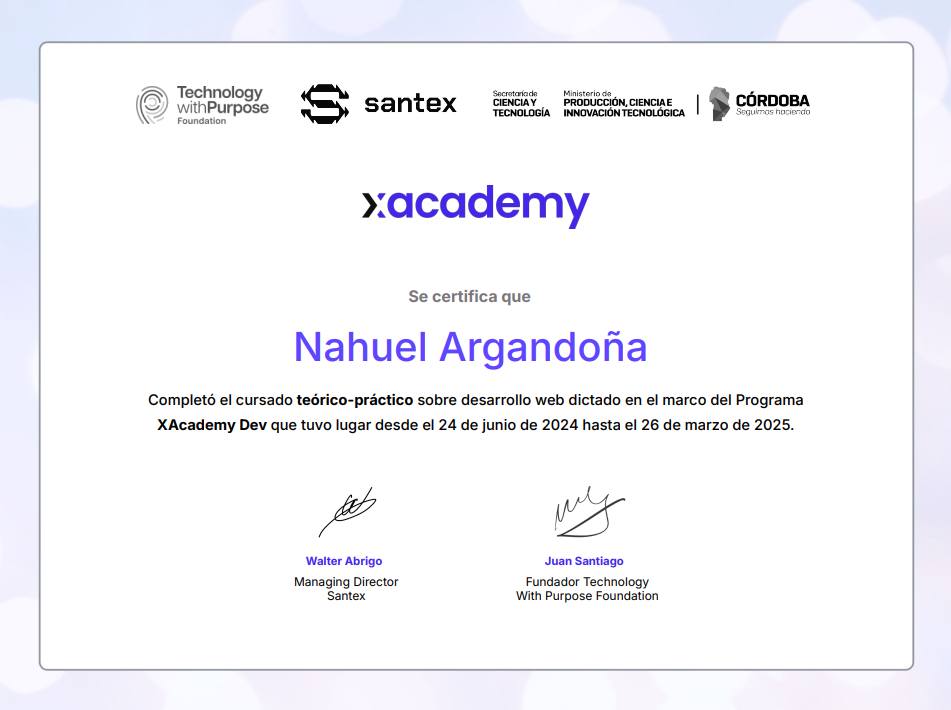 Technology
withPurpose
Foundation
santex
Secretaría de
CIENCIA Y
TECNOLOGÍA
Ministerio de
PRODUCCIÓN, CIENCIA E
INNOVACIÓN TECNOLÓGICA
CÓRDOBA
Seguimos haciendo
xacademy
Se certifica que
Nahuel Argandoña
Completó el cursado teórico-práctico sobre desarrollo web dictado en el marco del Programa
XAcademy Dev que tuvo lugar desde el 24 de junio de 2024 hasta el 26 de marzo de 2025.
Walter Abrigo
Managing Director
Santex
Juan Santiago
Fundador Technology
With Purpose Foundation